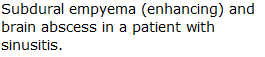 Subdural empyema (enhancing) and
brain abscess in a patient with
sinusitis.